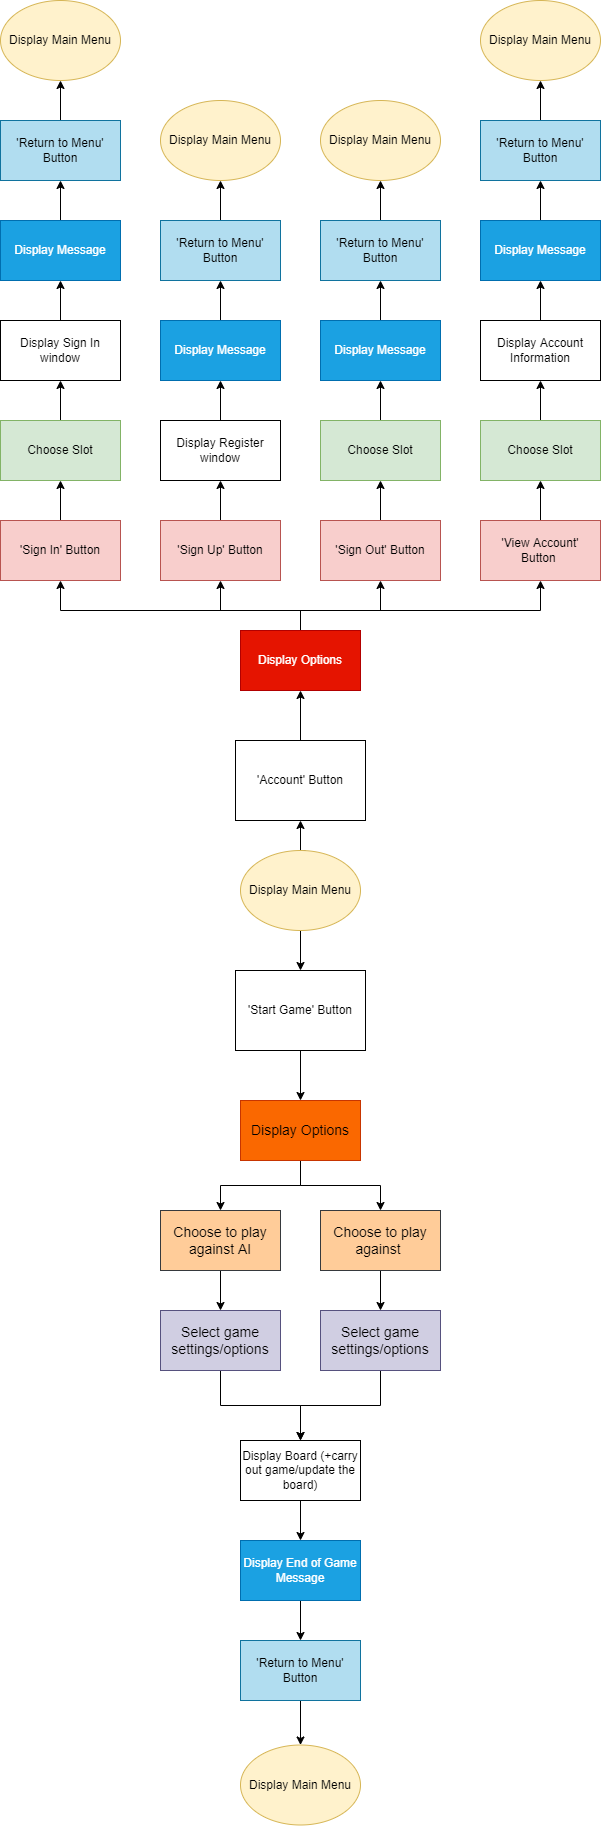 Display Main Menu
Display Main Menu
'Return to Menu'
Button
'Return to Menu'
Button
Display Main Menu
Display Main Menu
Display Message
'Return to Menu'
Button
'Return to Menu'
Button
Display Message
Display Sign In
window
Display Message
Display Message
Display Account
Information
Choose Slot
Display Register
window
Choose Slot
Choose Slot
'Sign In' Button
'Sign Up' Button
'Sign Out' Button
'View Account'
Button
Display Options
'Account' Button
Display Main Menu
'Start Game' Button
Display Options
Choose to play
against AI
Choose to play
against
Select game
settings/options
Select game
settings/options
Display Board (+carry
out game/update the
board)
Display End of Game
Message
'Return to Menu'
Button
Display Main Menu